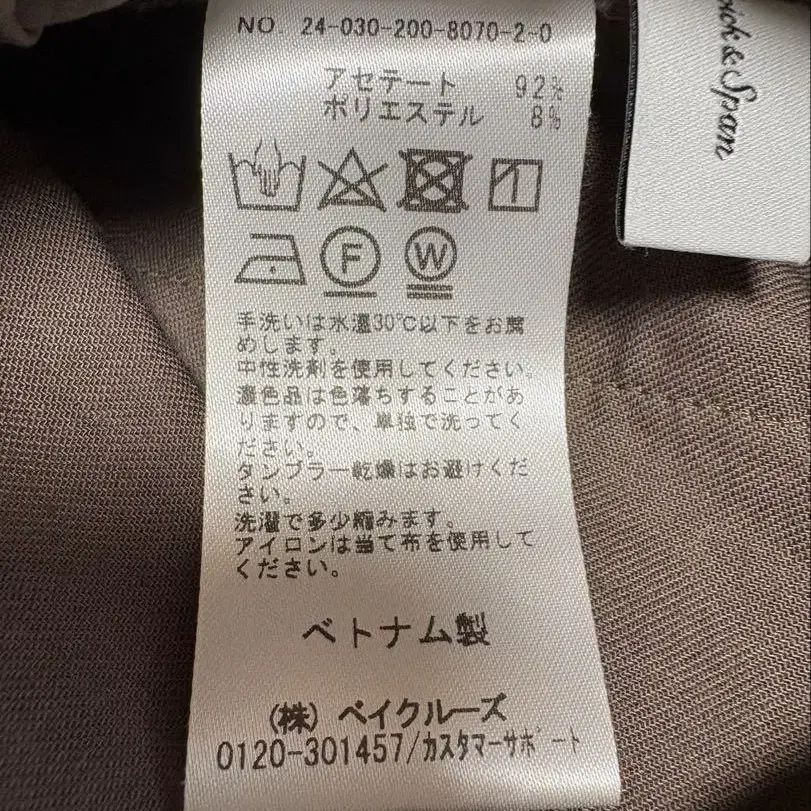 NO. 24-030-200-8070-2-0
アセテート 92%
ポリエステル 8%
F W
手洗いは水温30℃以下をお薦
めします。
中性洗剤を使用してください。
濃色品は色落ちすることがあ
りますので、単独で洗ってく
ださい。
タンブラー乾燥はお避けくだ
さい。
洗濯で多少縮みます。
アイロンは当て布を使用して
ください。
ベトナム製
(株) ベイクルーズ
0120-301457/カスタマーサポート
& Span